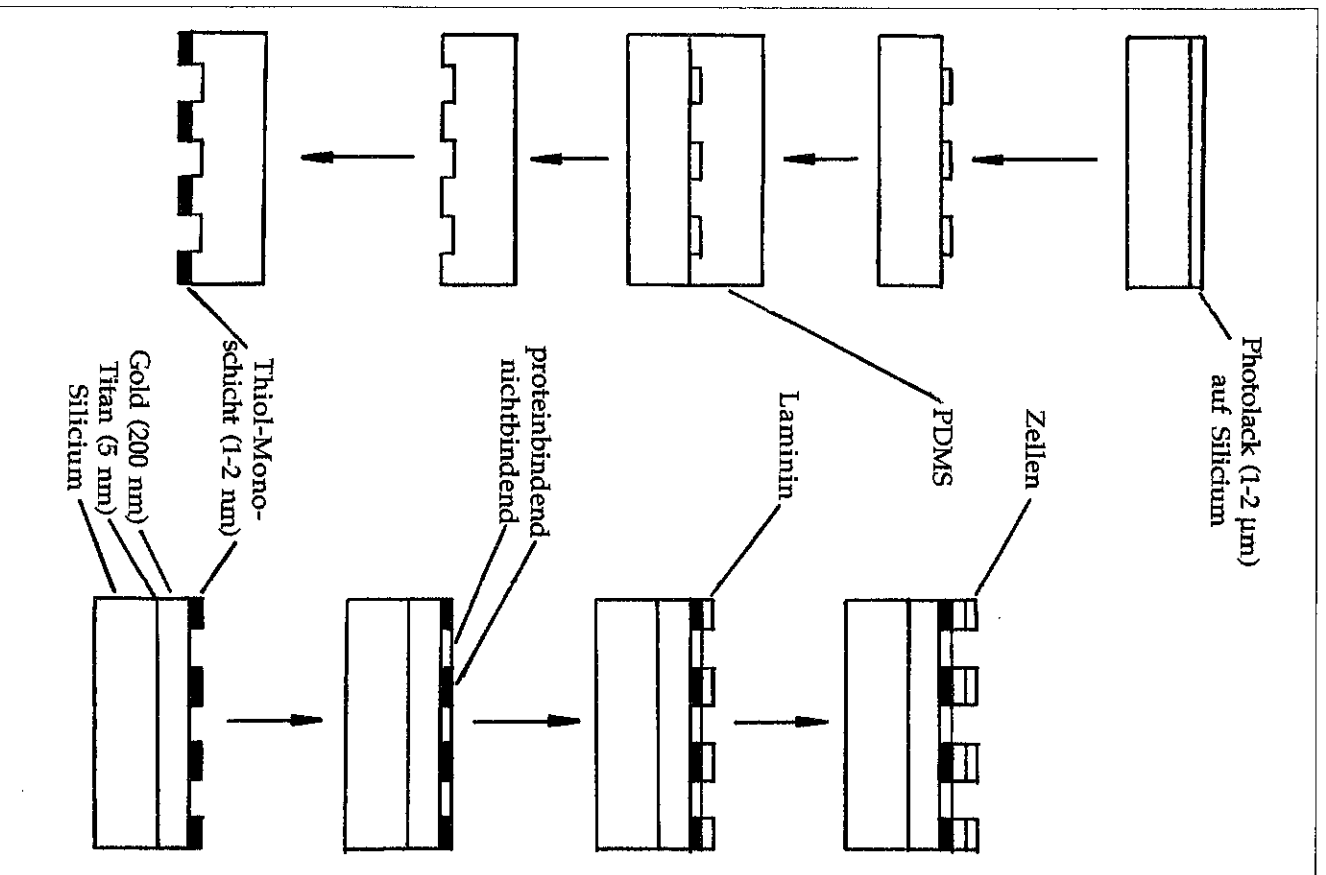 Photolack (1-2 µm)
auf Silicium
PDMS
Thiol-Mono-
schicht (1-2 nm)
Gold (200 nm)
Titan (5 nm)
Silicium
proteinbindend
nichtbindend
Laminin
Zellen